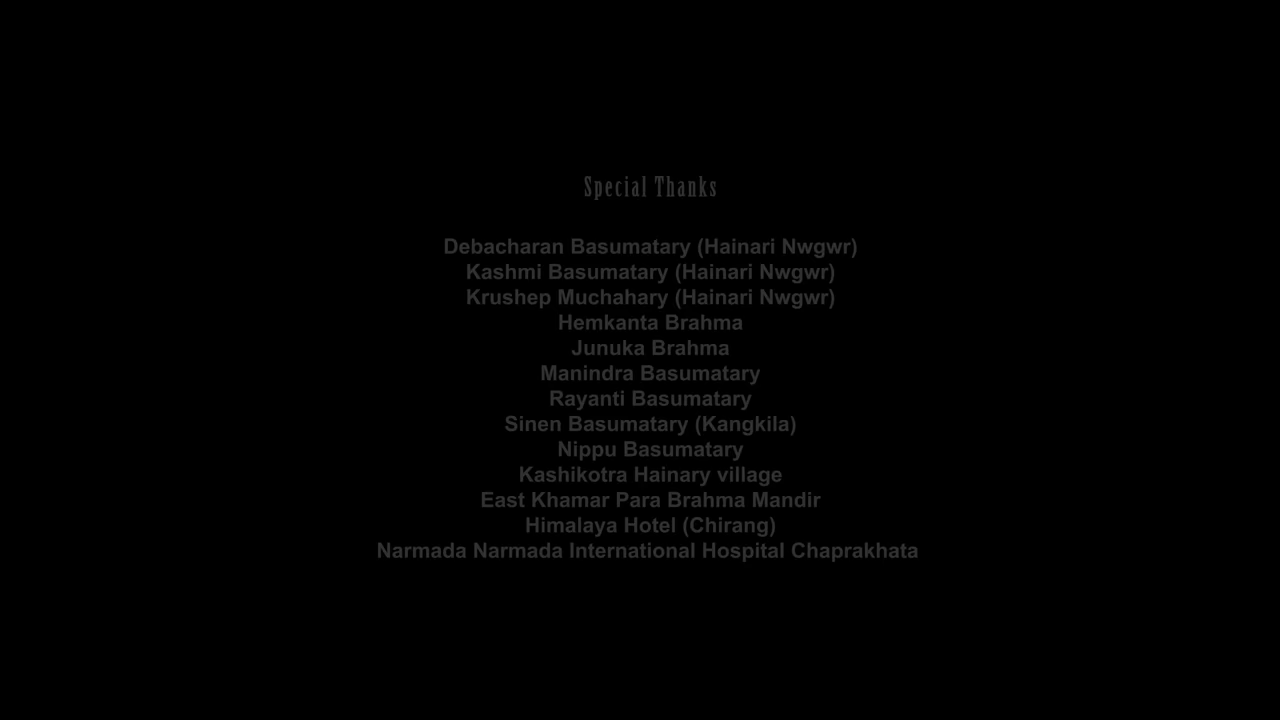 Special Thanks
Debacharan Basumatary (Hainari Nwgwr)
Kashmi Basumatary (Hainari Nwgwr)
Krushep Muchahary (Hainari Nwgwr)
Hemkanta Brahma
Junuka Brahma
Manindra Basumatary
Rayanti Basumatary
Sinen Basumatary (Kangkila)
Nippu Basumatary
Kashikotra Hainary village
East Khamar Para Brahma Mandir
Himalaya Hotel (Chirang)
Narmada Narmada International Hospital Chaprakhata